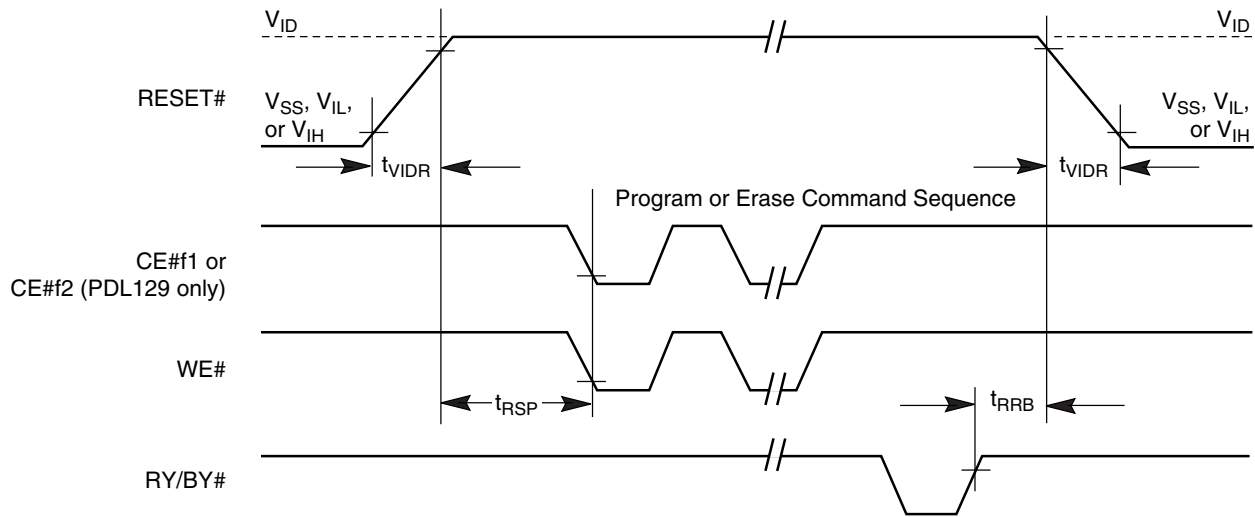 V_ID
V_ID
RESET#
V_SS, V_IL,
or V_IH
V_SS, V_IL,
or V_IH
t_VIDR
t_VIDR
Program or Erase Command Sequence
CE#f1 or
CE#f2 (PDL129 only)
WE#
t_RSP
t_RRB
RY/BY#